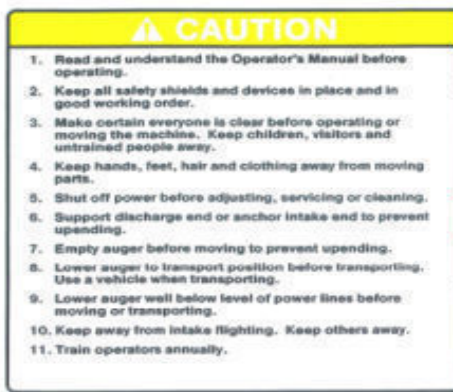 ⚠ CAUTION
1. Read and understand the Operator's Manual before
operating.
2. Keep all safety shields and devices in place and in
good working order.
3. Make certain everyone is clear before operating or
moving the machine. Keep children, visitors and
untrained people away.
4. Keep hands, feet, hair and clothing away from moving
parts.
5. Shut off power before adjusting, servicing or cleaning.
6. Support discharge end or anchor intake end to prevent
upending.
7. Empty auger before moving to prevent upending.
8. Lower auger to transport position before transporting.
Use a vehicle when transporting.
9. Lower auger well below level of power lines before
moving or transporting.
10. Keep away from intake flighting. Keep others away.
11. Train operators annually.